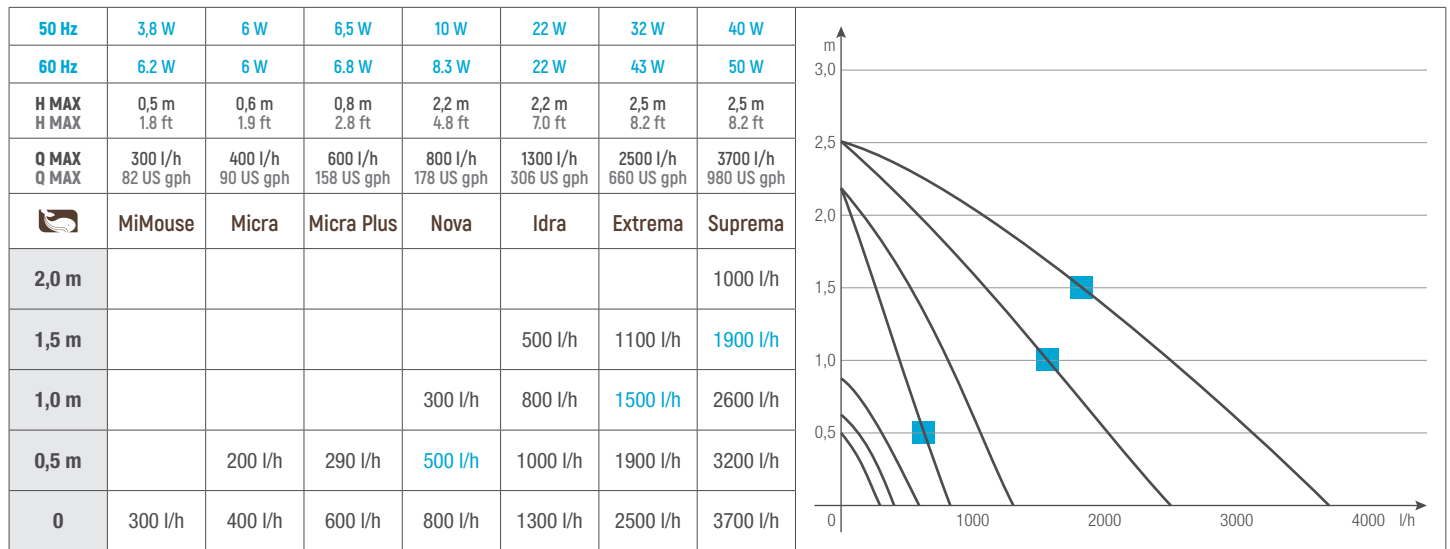 50 Hz 3,8 W 6 W 6,5 W 10 W 22 W 32 W 40 W
60 Hz 6.2 W 6 W 6.8 W 8.3 W 22 W 43 W 50 W
H MAX 0,5 m 0,6 m 0,8 m 2,2 m 2,2 m 2,5 m 2,5 m
H MAX 1.8 ft 1.9 ft 2.8 ft 4.8 ft 7.0 ft 8.2 ft 8.2 ft
Q MAX 300 l/h 400 l/h 600 l/h 800 l/h 1300 l/h 2500 l/h 3700 l/h
Q MAX 82 US gph 90 US gph 158 US gph 178 US gph 306 US gph 660 US gph 980 US gph
MiMouse Micra Micra Plus Nova Idra Extrema Suprema
2,0 m 1000 l/h
1,5 m 500 l/h 1100 l/h 1900 l/h
1,0 m 300 l/h 800 l/h 1500 l/h 2600 l/h
0,5 m 200 l/h 290 l/h 500 l/h 1000 l/h 1900 l/h 3200 l/h
0 300 l/h 400 l/h 600 l/h 800 l/h 1300 l/h 2500 l/h 3700 l/h
m
3,0
2,5
2,0
1,5
1,0
0,5
0 1000 2000 3000 4000 l/h